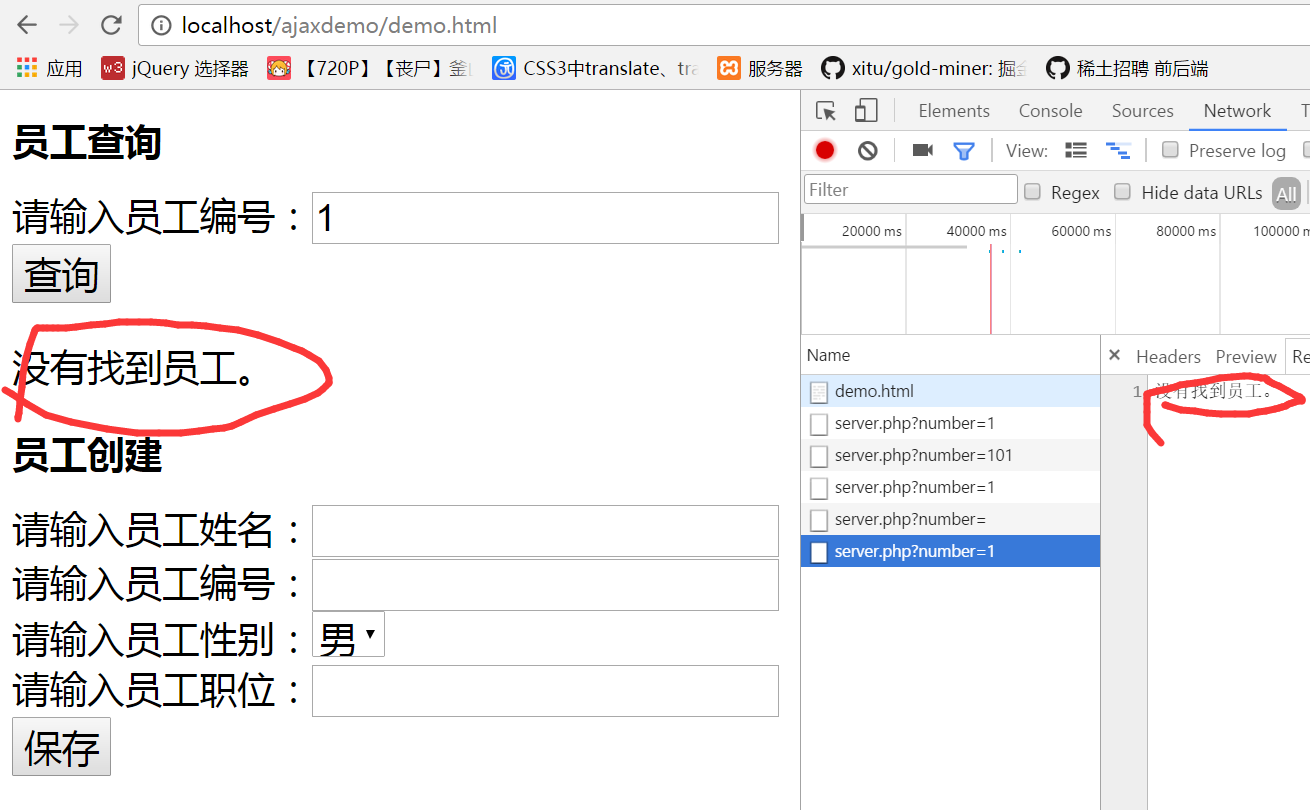 localhost/ajaxdemo/demo.html
应用 w3 jQuery 选择器 【720P】【丧尸】釜 CSS3中translate、tra 服务器 xitu/gold-miner: 掘金 稀土招聘 前后端
员工查询
请输入员工编号：1
查询
没有找到员工。
员工创建
请输入员工姓名：
请输入员工编号：
请输入员工性别：男
请输入员工职位：
保存
Elements Console Sources Network T
View: Preserve log
Filter Regex Hide data URLs All
20000 ms 40000 ms 60000 ms 80000 ms 100000 m
Name
demo.html
server.php?number=1
server.php?number=101
server.php?number=1
server.php?number=
server.php?number=1
× Headers Preview Re
1 没有找到员工。